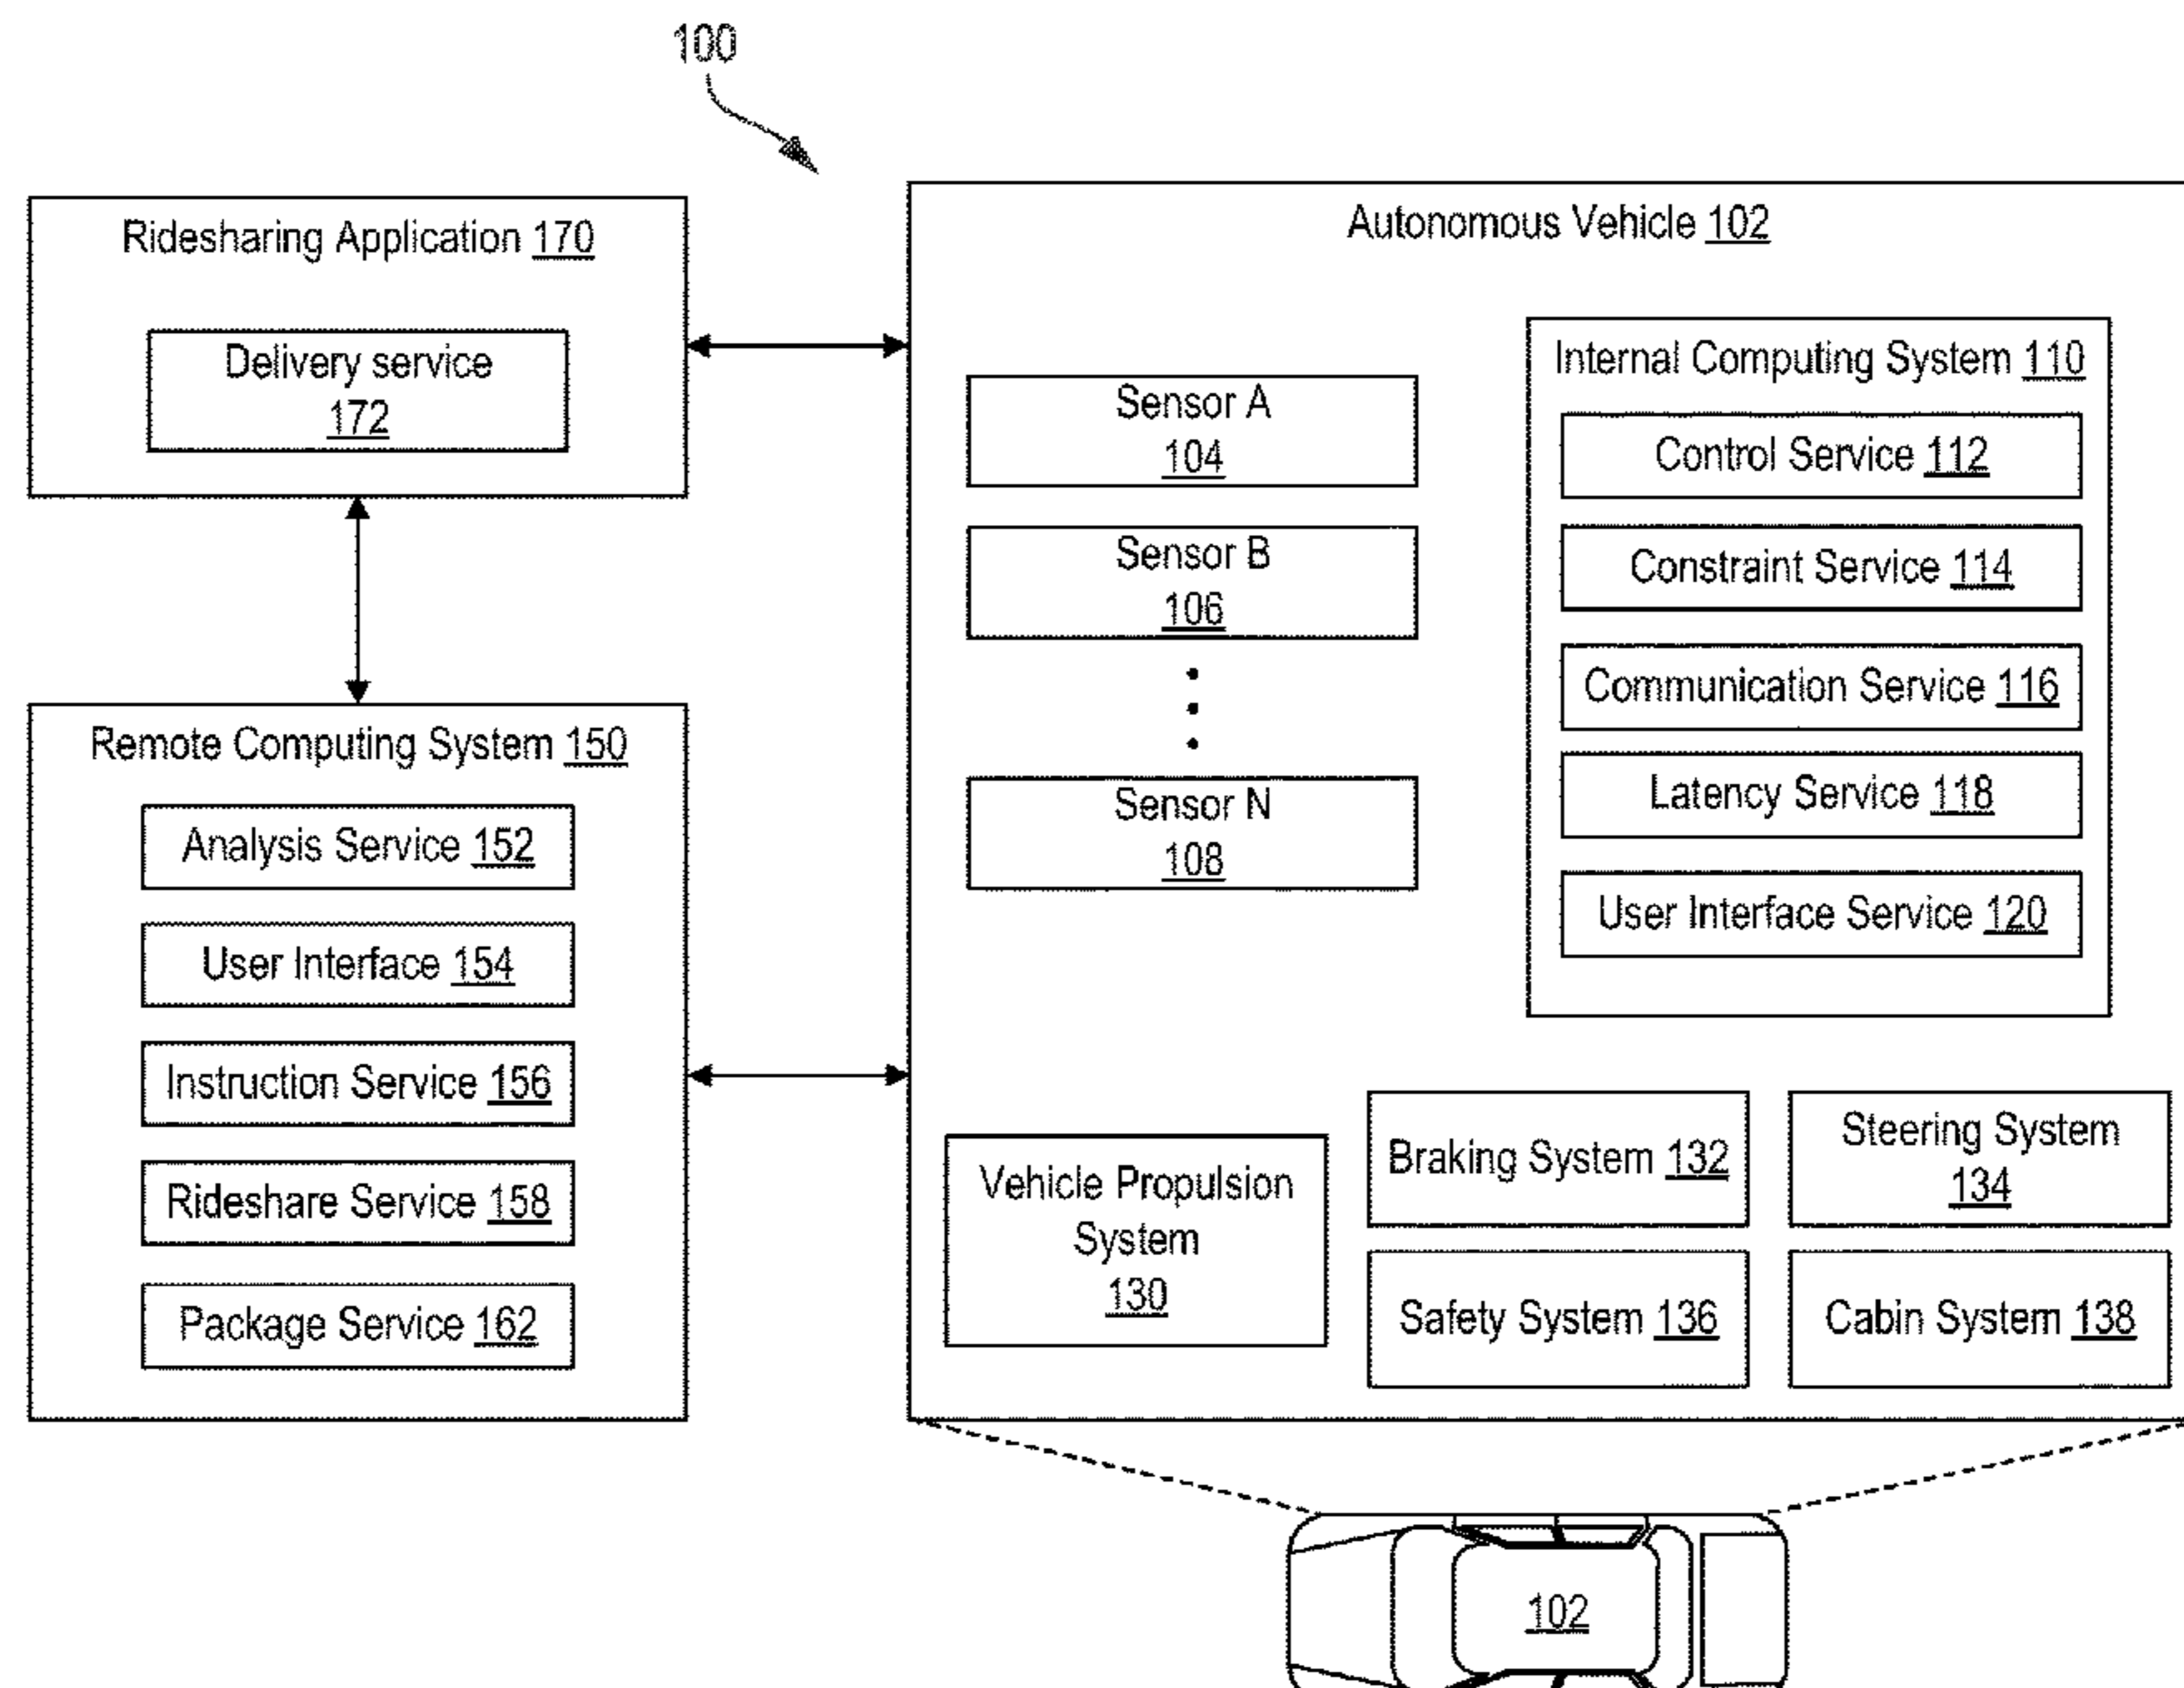 100
Ridesharing Application 170
Delivery service
172
Remote Computing System 150
Analysis Service 152
User Interface 154
Instruction Service 156
Rideshare Service 158
Package Service 162
Autonomous Vehicle 102
Sensor A
104
Sensor B
106
Sensor N
108
Internal Computing System 110
Control Service 112
Constraint Service 114
Communication Service 116
Latency Service 118
User Interface Service 120
Vehicle Propulsion
System
130
Braking System 132
Steering System
134
Safety System 136
Cabin System 138
102